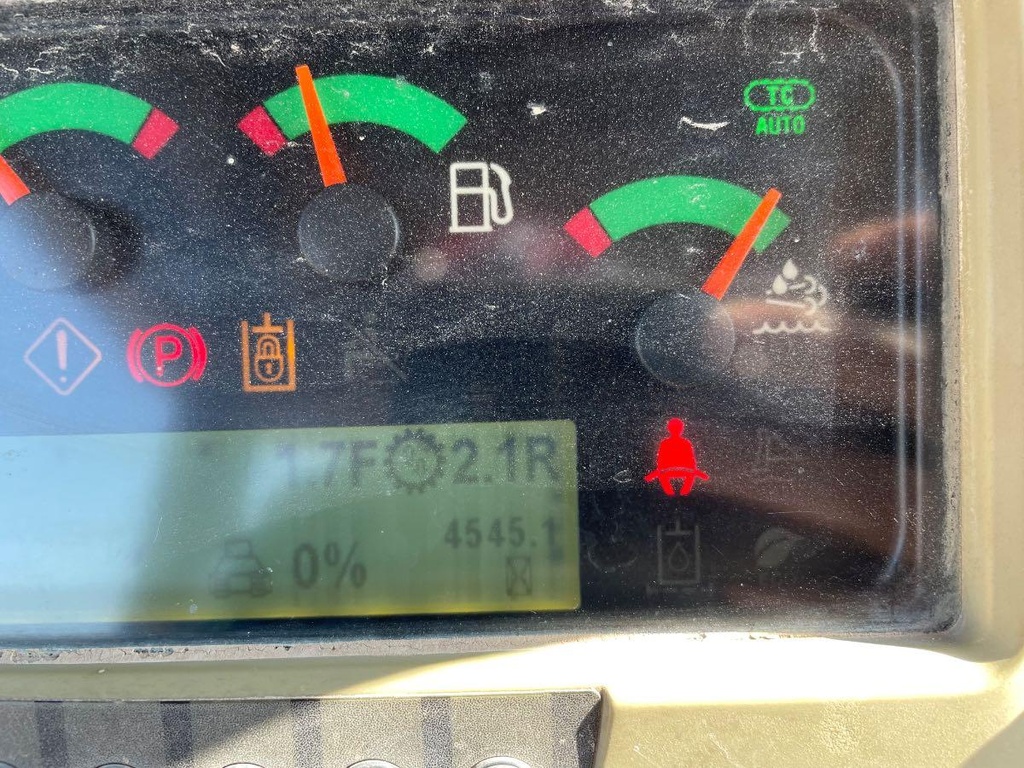 TC
AUTO
P
1.7F 2.1R
4545.1
0%